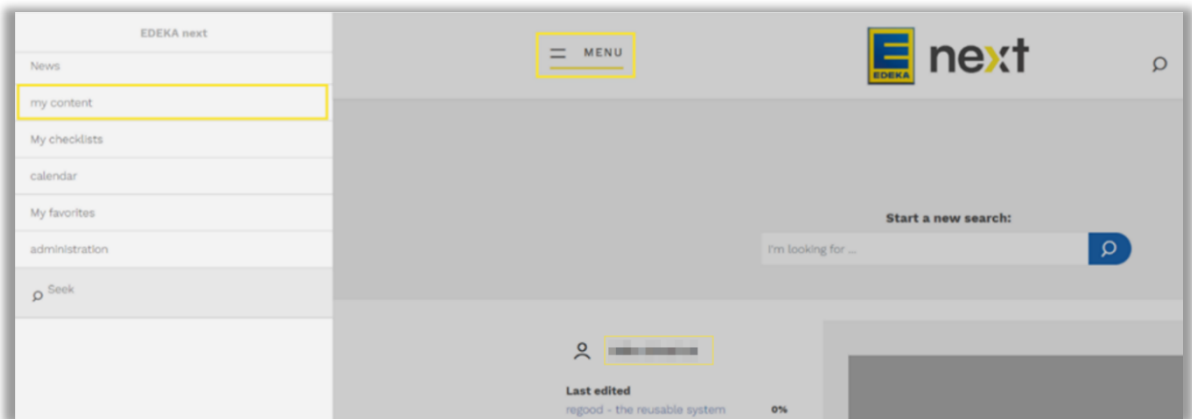 EDEKA next
News
my content
My checklists
calendar
My favorites
administration
Seek
MENU
EDEKA
next
Start a new search:
I'm looking for ...
Last edited
regood - the reusable system 0%